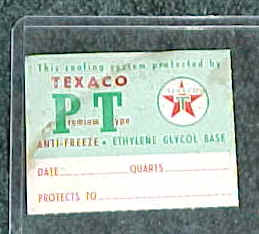 This cooling system protected by
TEXACO
PT
Premium Type
TEXACO
T
ANTI-FREEZE • ETHYLENE GLYCOL BASE
DATE QUARTS
PROTECTS TO